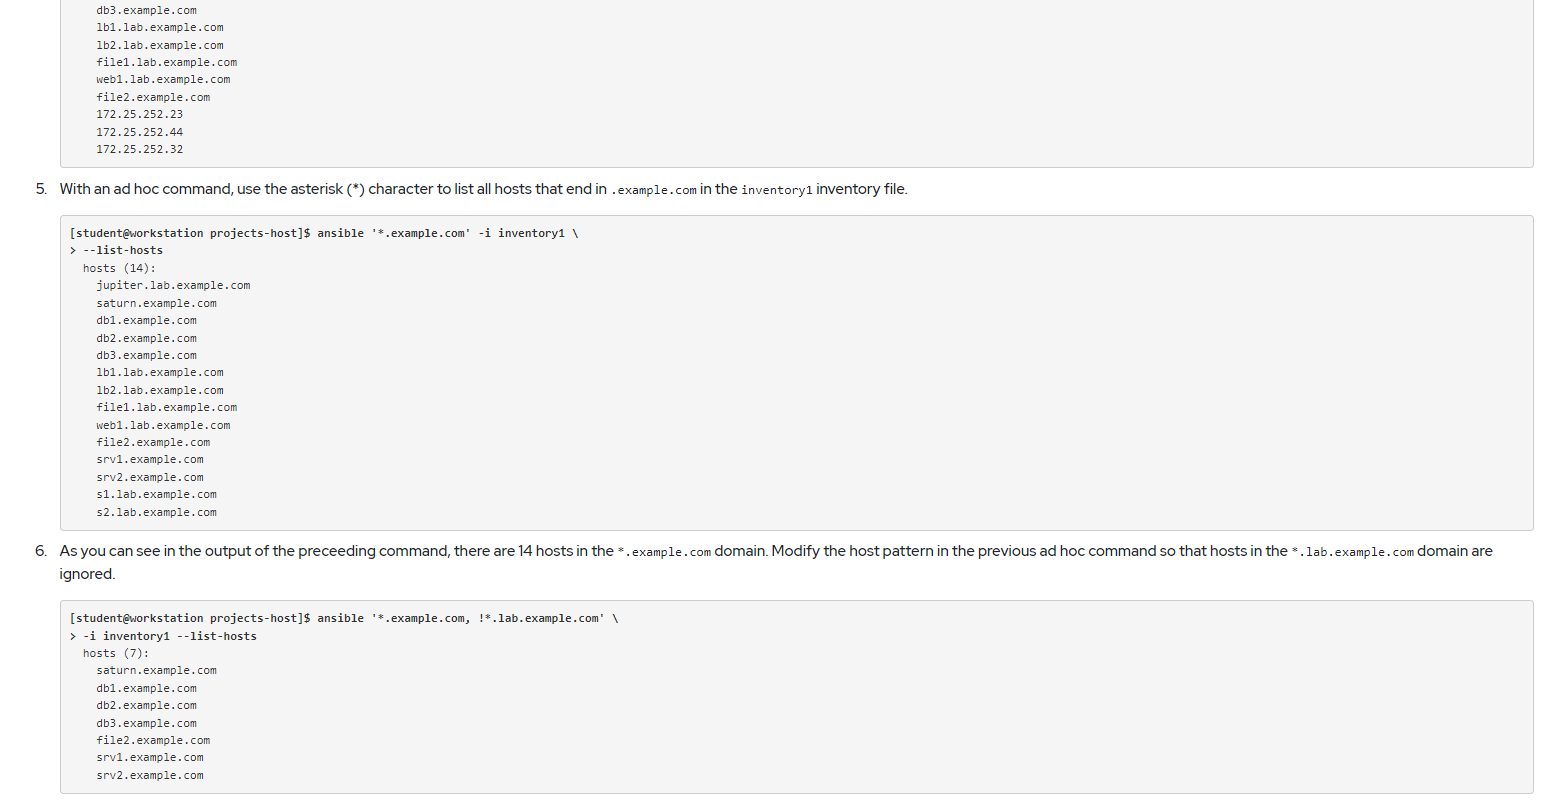 db3.example.com
lb1.lab.example.com
lb2.lab.example.com
file1.lab.example.com
web1.lab.example.com
file2.example.com
172.25.252.23
172.25.252.44
172.25.252.32
5. With an ad hoc command, use the asterisk (*) character to list all hosts that end in .example.com in the inventory1 inventory file.
[student@workstation projects-host]$ ansible '*.example.com' -i inventory1 \
> --list-hosts
hosts (14):
jupiter.lab.example.com
saturn.example.com
db1.example.com
db2.example.com
db3.example.com
lb1.lab.example.com
lb2.lab.example.com
file1.lab.example.com
web1.lab.example.com
file2.example.com
srv1.example.com
srv2.example.com
s1.lab.example.com
s2.lab.example.com
6. As you can see in the output of the preceeding command, there are 14 hosts in the *.example.com domain. Modify the host pattern in the previous ad hoc command so that hosts in the *.lab.example.com domain are
ignored.
[student@workstation projects-host]$ ansible '*.example.com, !*.lab.example.com' \
> -i inventory1 --list-hosts
hosts (7):
saturn.example.com
db1.example.com
db2.example.com
db3.example.com
file2.example.com
srv1.example.com
srv2.example.com